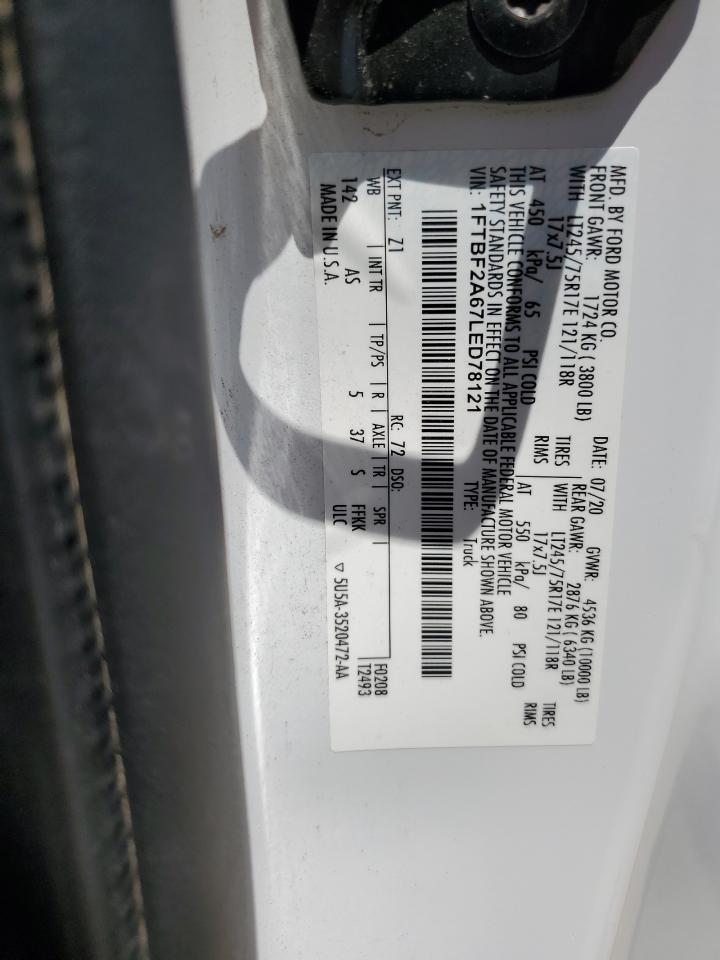 MFD. BY FORD MOTOR CO.
DATE: 07/20 GVWR: 4536 KG (10000 LB)
FRONT GAWR: 1724 KG ( 3800 LB) REAR GAWR: 2876 KG ( 6340 LB)
WITH LT245/75R17E 121/118R TIRES WITH LT245/75R17E 121/118R TIRES
17x7.5J RIMS 17x7.5J RIMS
AT 450 kPa/ 65 PSI COLD AT 550 kPa/ 80 PSI COLD
THIS VEHICLE CONFORMS TO ALL APPLICABLE FEDERAL MOTOR VEHICLE
SAFETY STANDARDS IN EFFECT ON THE DATE OF MANUFACTURE SHOWN ABOVE.
VIN: 1FTBF2A67LED78121 TYPE: Truck
EXT PNT: Z1 RC: 72 DSO: F0208
T2493
WB INT TR TP/PS R AXLE TR SPR
142 AS 5 37 S FFKK
MADE IN U.S.A. ULC
▽ 5U5A-3520472-AA